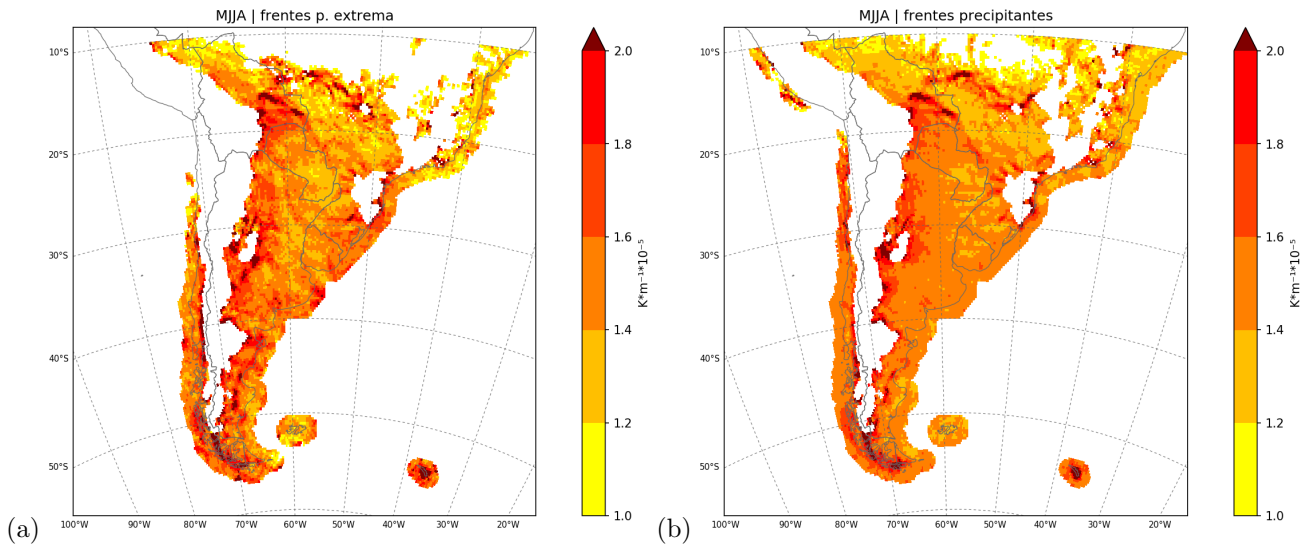 MJJA | frentes p. extrema
10°S
20°S
30°S
40°S
50°S
100°W 90°W 80°W 70°W 60°W 50°W 40°W 30°W 20°W
2.0
1.8
1.6
1.4
1.2
1.0
K*m⁻¹*10⁻⁵
(a)
MJJA | frentes precipitantes
10°S
20°S
30°S
40°S
50°S
100°W 90°W 80°W 70°W 60°W 50°W 40°W 30°W 20°W
2.0
1.8
1.6
1.4
1.2
1.0
K*m⁻¹*10⁻⁵
(b)